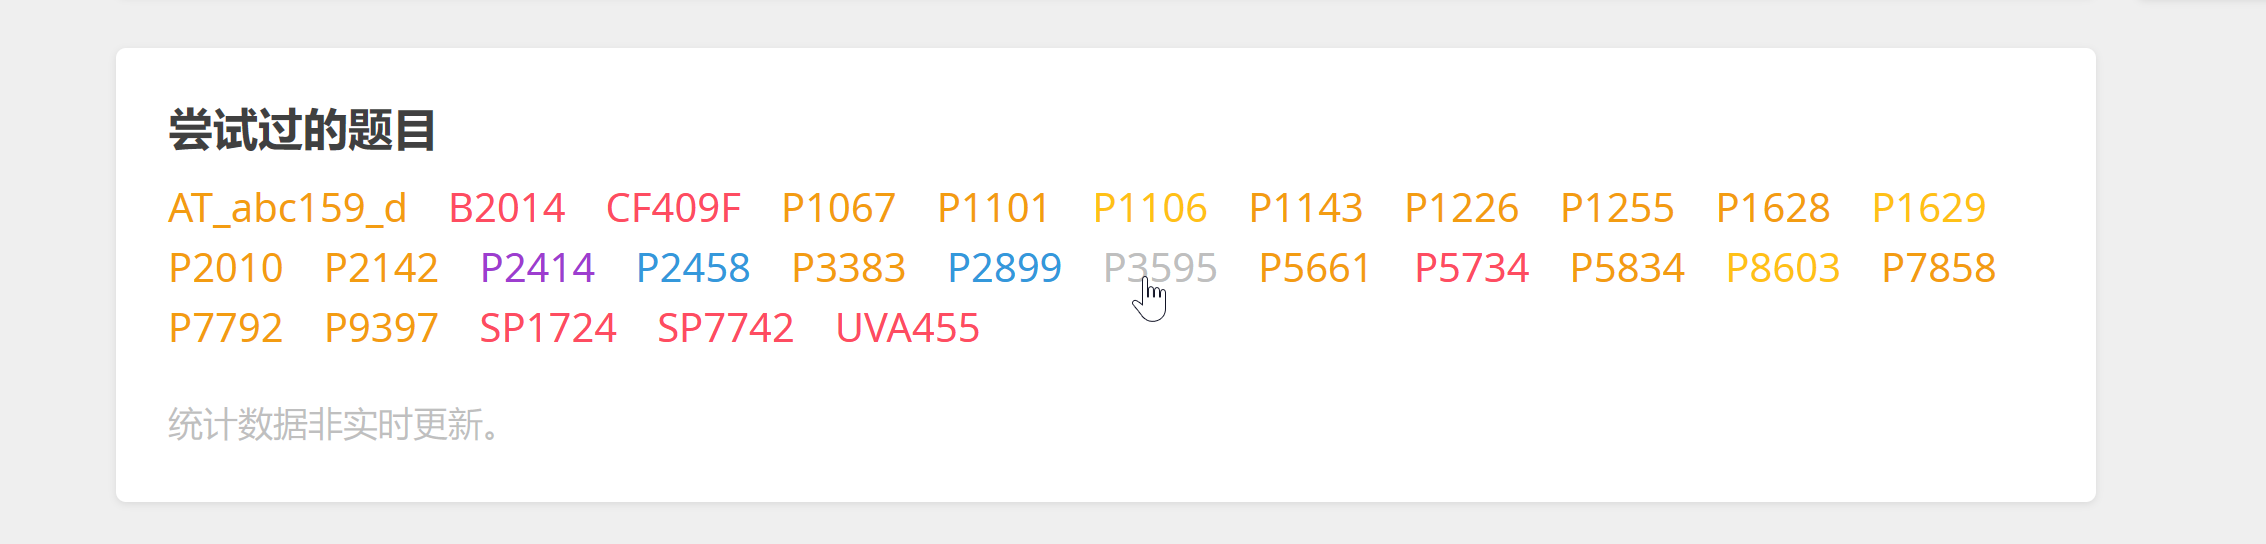 尝试过的题目
AT_abc159_d B2014 CF409F P1067 P1101 P1106 P1143 P1226 P1255 P1628 P1629
P2010 P2142 P2414 P2458 P3383 P2899 P3595 P5661 P5734 P5834 P8603 P7858
P7792 P9397 SP1724 SP7742 UVA455
统计数据非实时更新。